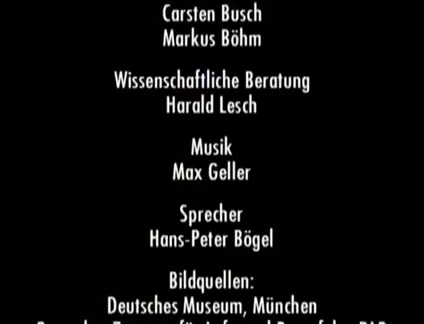 Carsten Busch
Markus Böhm
Wissenschaftliche Beratung
Harald Lesch
Musik
Max Geller
Sprecher
Hans-Peter Bögel
Bildquellen:
Deutsches Museum, München